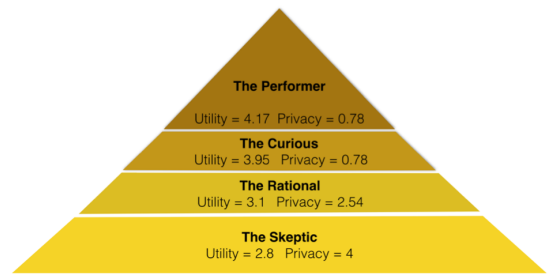 The Performer
Utility = 4.17 Privacy = 0.78
The Curious
Utility = 3.95 Privacy = 0.78
The Rational
Utility = 3.1 Privacy = 2.54
The Skeptic
Utility = 2.8 Privacy = 4